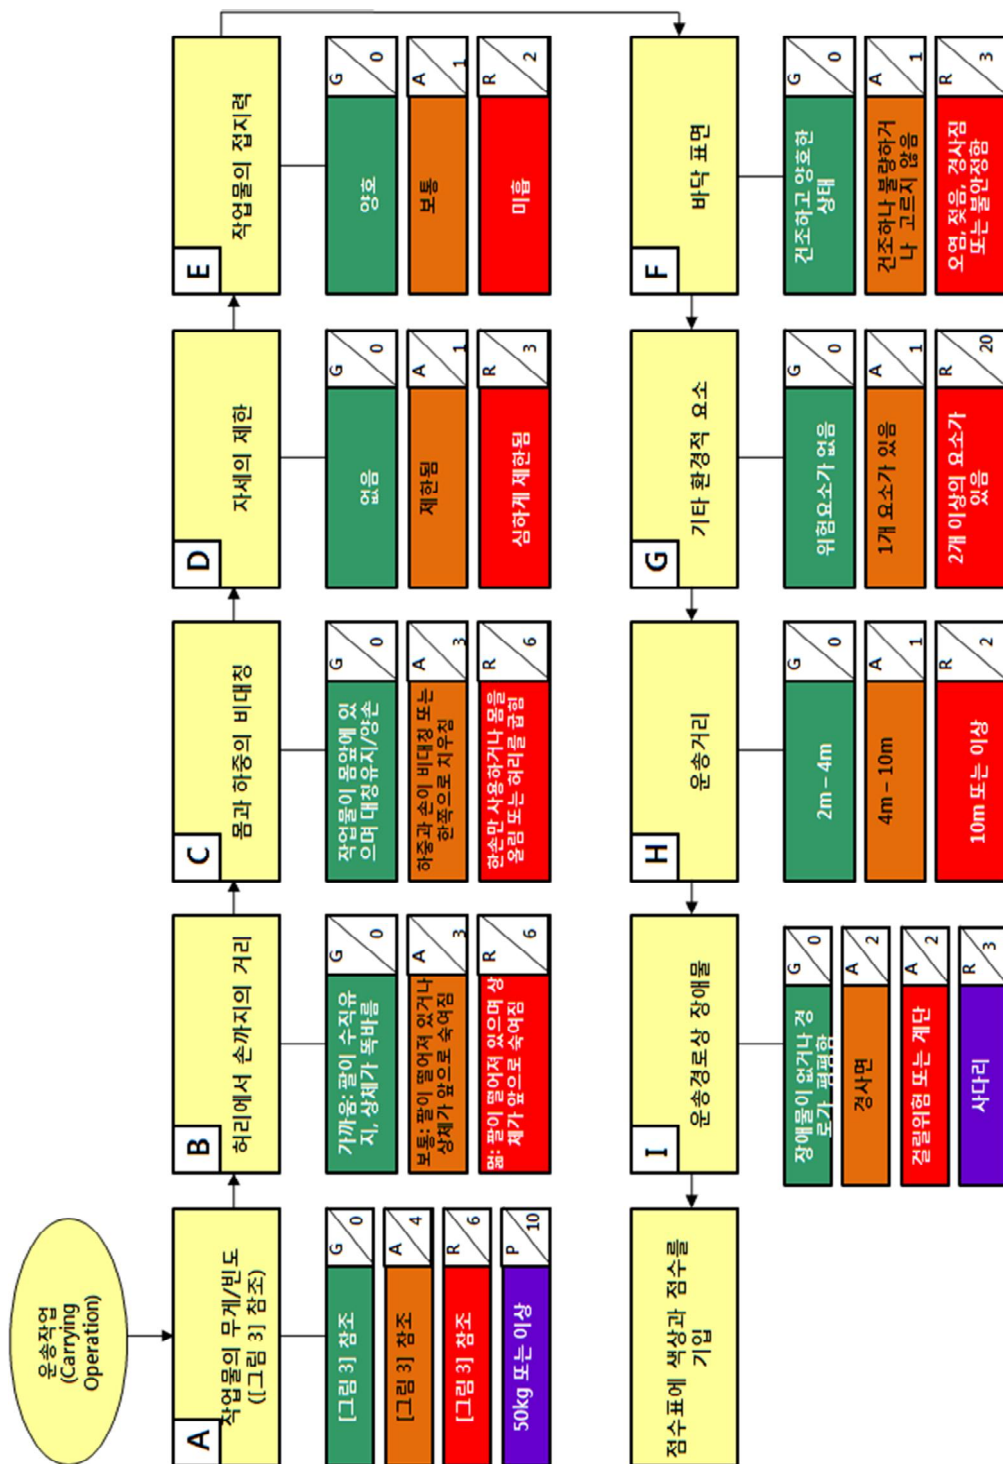 운송작업
(Carrying
Operation)
A
작업물의 무게/빈도
([그림 3] 참조)
[그림 3] 참조
G
0
[그림 3] 참조
A
4
[그림 3] 참조
R
6
50kg 또는 이상
P
10
B
허리에서 손까지의 거리
가까움: 팔이 수직유
지, 상체가 똑바름
G
0
보통: 팔이 떨어져 있거나
상체가 앞으로 숙여짐
A
3
멂: 팔이 떨어져 있으며 상
체가 앞으로 숙여짐
R
6
C
몸과 하중의 비대칭
작업물이 몸앞에 있
으며 대칭유지/양손
G
0
하중과 손이 비대칭 또는
한쪽으로 치우침
A
3
한손만 사용하거나 몸을
올림 또는 허리를 굽힘
R
6
D
자세의 제한
없음
G
0
제한됨
A
1
심하게 제한됨
R
3
E
작업물의 접지력
양호
G
0
보통
A
1
미흡
R
2
F
바닥 표면
건조하고 양호한
상태
G
0
건조하나 불량하거
나 고르지 않음
A
1
오염, 젖음, 경사짐
또는 불안정함
R
3
G
기타 환경적 요소
위험요소가 없음
G
0
1개 요소가 있음
A
1
2개 이상의 요소가
있음
R
20
H
운송거리
2m – 4m
G
0
4m – 10m
A
1
10m 또는 이상
R
2
I
운송경로상 장애물
장애물이 없거나 경
로가 평평함
G
0
경사면
A
2
걸릴위험 또는 계단
A
2
사다리
R
3
점수표에 색상과 점수를
기입